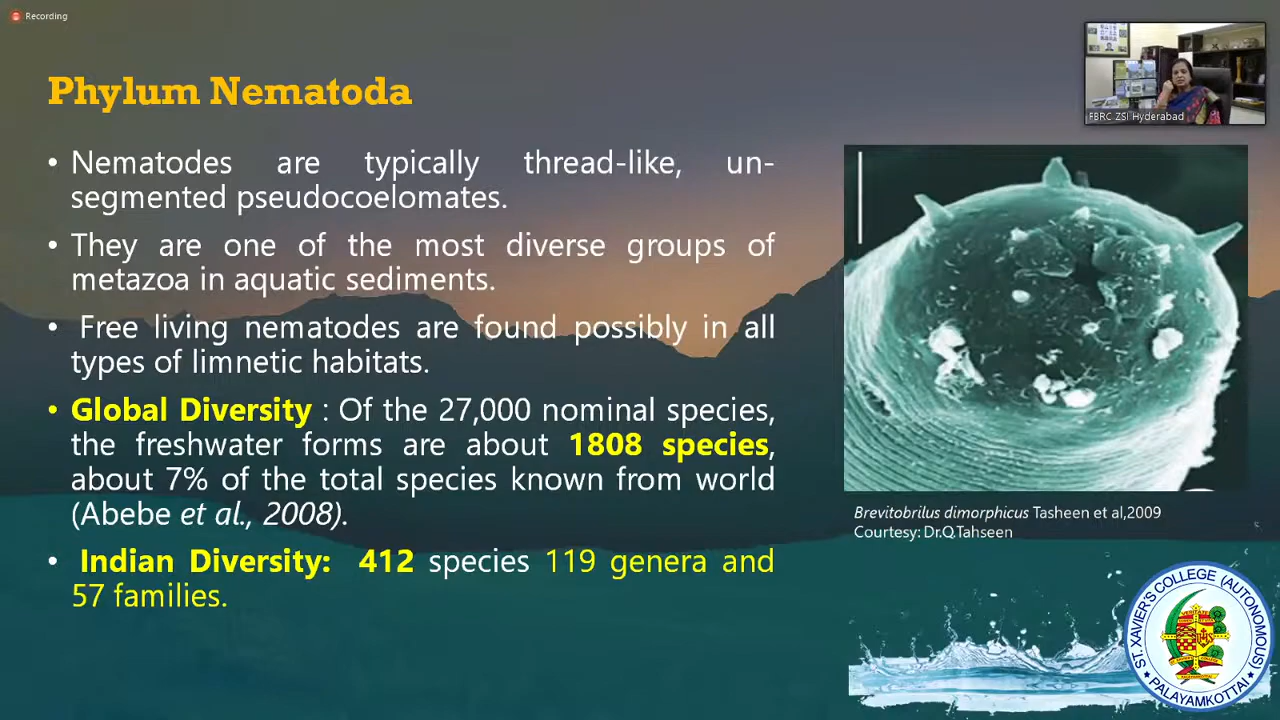 Recording
FBRC ZSI Hyderabad
Phylum Nematoda
• Nematodes are typically thread-like, un-
segmented pseudocoelomates.
• They are one of the most diverse groups of
metazoa in aquatic sediments.
• Free living nematodes are found possibly in all
types of limnetic habitats.
• Global Diversity : Of the 27,000 nominal species,
the freshwater forms are about 1808 species,
about 7% of the total species known from world
(Abebe et al., 2008).
• Indian Diversity: 412 species 119 genera and
57 families.
Brevitobrilus dimorphicus Tasheen et al,2009
Courtesy: Dr.Q.Tahseen
ST. XAVIER'S COLLEGE (AUTONOMOUS)
PALAYAMKOTTAI